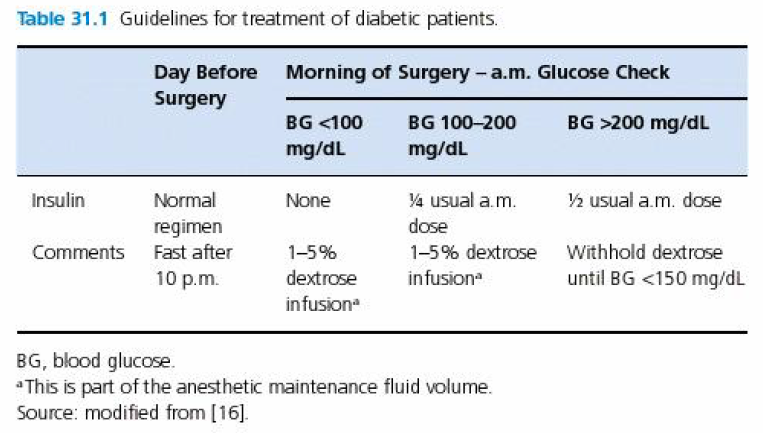 Table 31.1 Guidelines for treatment of diabetic patients.
Day Before Surgery
Morning of Surgery – a.m. Glucose Check
BG <100 mg/dL
BG 100–200 mg/dL
BG >200 mg/dL
Insulin
Normal regimen
None
¼ usual a.m. dose
½ usual a.m. dose
Comments
Fast after 10 p.m.
1–5% dextrose infusionᵃ
1–5% dextrose infusionᵃ
Withhold dextrose until BG <150 mg/dL
BG, blood glucose.
ᵃThis is part of the anesthetic maintenance fluid volume.
Source: modified from [16].